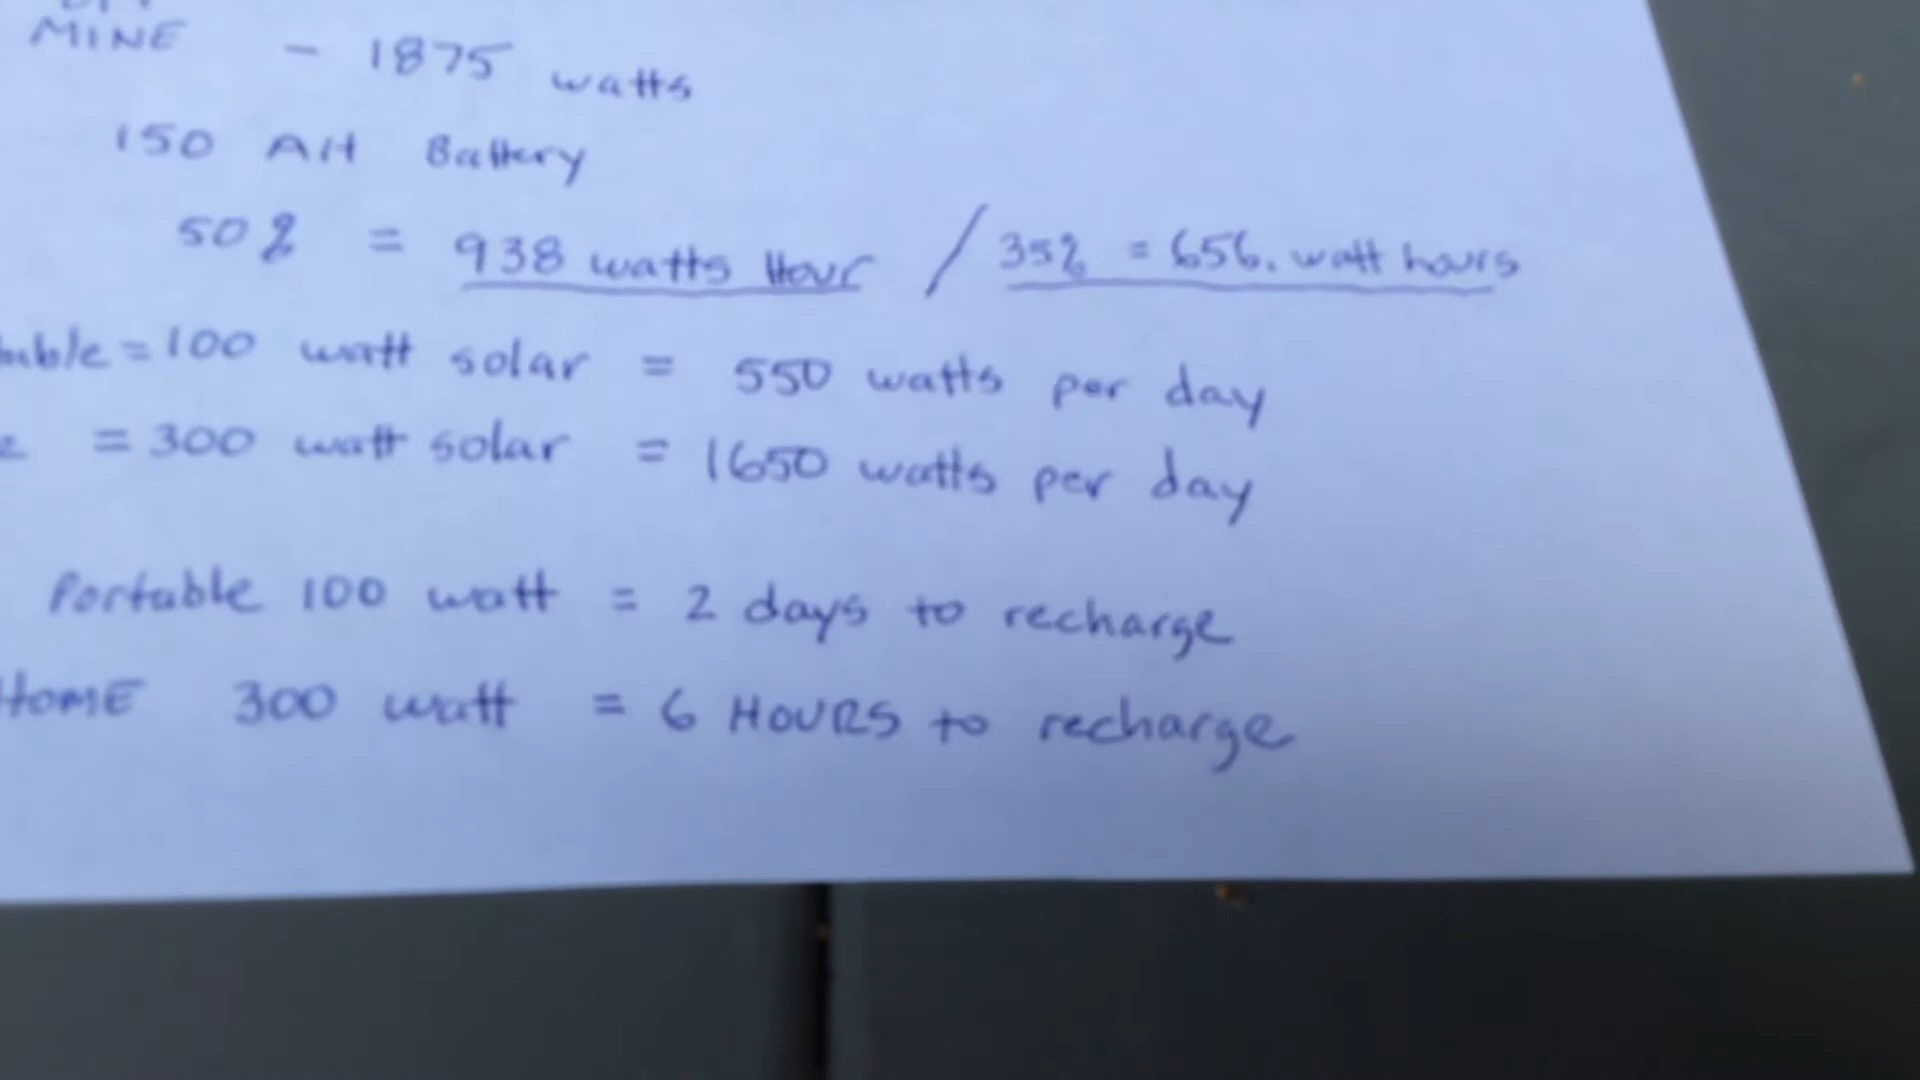 MINE - 1875 watts
150 AH Battery
50% = 938 watts Hour / 35% = 656. watt hours
= 100 watt solar = 550 watts per day
= 300 watt solar = 1650 watts per day
Portable 100 watt = 2 days to recharge
HOME 300 watt = 6 HOURS to recharge